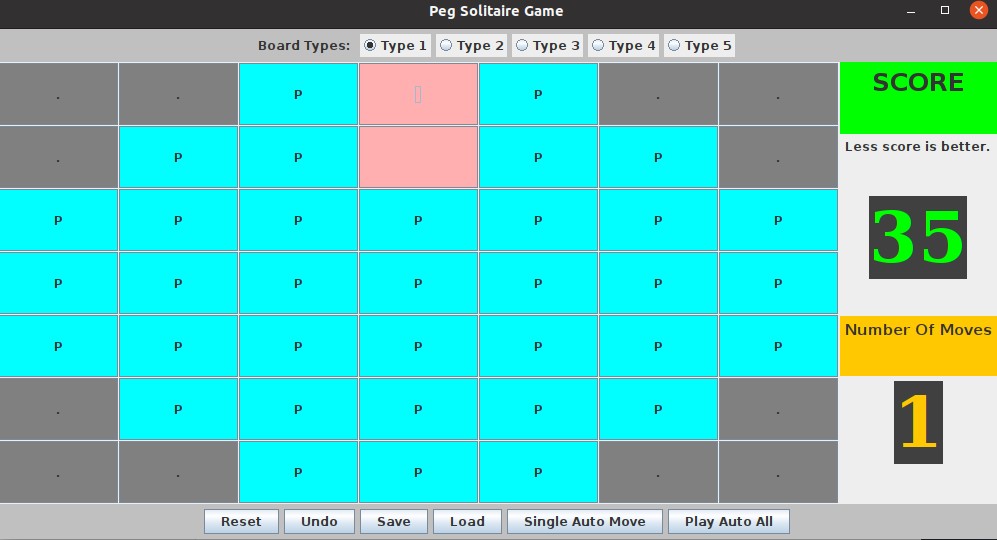 Peg Solitaire Game
Board Types: Type 1 Type 2 Type 3 Type 4 Type 5
. . P P . .
. P P P P .
P P P P P P P
P P P P P P P
P P P P P P P
. P P P P P .
. . P P P . .
SCORE
Less score is better.
35
Number Of Moves
1
Reset Undo Save Load Single Auto Move Play Auto All